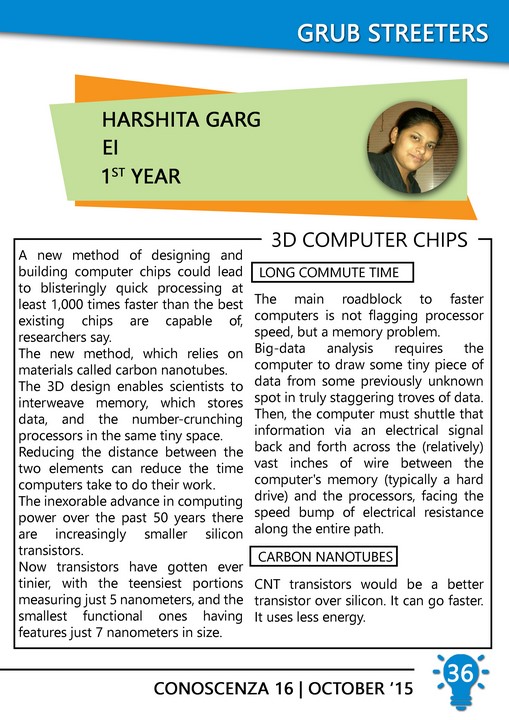 GRUB STREETERS
HARSHITA GARG
EI
1ST YEAR
3D COMPUTER CHIPS
A new method of designing and
building computer chips could lead
to blisteringly quick processing at
least 1,000 times faster than the best
existing chips are capable of,
researchers say.
The new method, which relies on
materials called carbon nanotubes.
The 3D design enables scientists to
interweave memory, which stores
data, and the number-crunching
processors in the same tiny space.
Reducing the distance between the
two elements can reduce the time
computers take to do their work.
The inexorable advance in computing
power over the past 50 years there
are increasingly smaller silicon
transistors.
Now transistors have gotten ever
tinier, with the teensiest portions
measuring just 5 nanometers, and the
smallest functional ones having
features just 7 nanometers in size.
LONG COMMUTE TIME
The main roadblock to faster
computers is not flagging processor
speed, but a memory problem.
Big-data analysis requires the
computer to draw some tiny piece of
data from some previously unknown
spot in truly staggering troves of data.
Then, the computer must shuttle that
information via an electrical signal
back and forth across the (relatively)
vast inches of wire between the
computer's memory (typically a hard
drive) and the processors, facing the
speed bump of electrical resistance
along the entire path.
CARBON NANOTUBES
CNT transistors would be a better
transistor over silicon. It can go faster.
It uses less energy.
CONOSCENZA 16 | OCTOBER '15
36